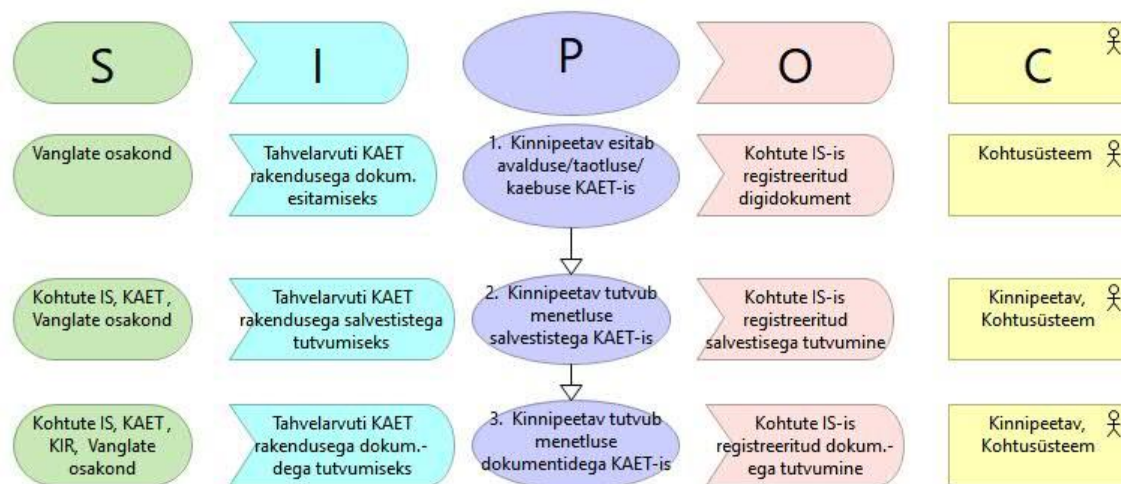 S
I
P
O
C
Vanglate osakond
Tahvelarvuti KAET
rakendusega dokum.
esitamiseks
1. Kinnipeetav esitab
avalduse/taotluse/
kaebuse KAET-is
Kohtute IS-is
registreeritud
digidokument
Kohtusüsteem
Kohtute IS, KAET ,
Vanglate osakond
Tahvelarvuti KAET
rakendusega salvestistega
tutvumiseks
2. Kinnipeetav tutvub
menetluse
salvestistega KAET-is
Kohtute IS-is
registreeritud
salvestisega tutvumine
Kinnipeetav,
Kohtusüsteem
Kohtute IS, KAET ,
KIR, Vanglate
osakond
Tahvelarvuti KAET
rakendusega dokum.-
dega tutvumiseks
3. Kinnipeetav tutvub
menetluse
dokumentidega KAET-is
Kohtute IS-is
registreeritud dokum.-
ega tutvumine
Kinnipeetav,
Kohtusüsteem